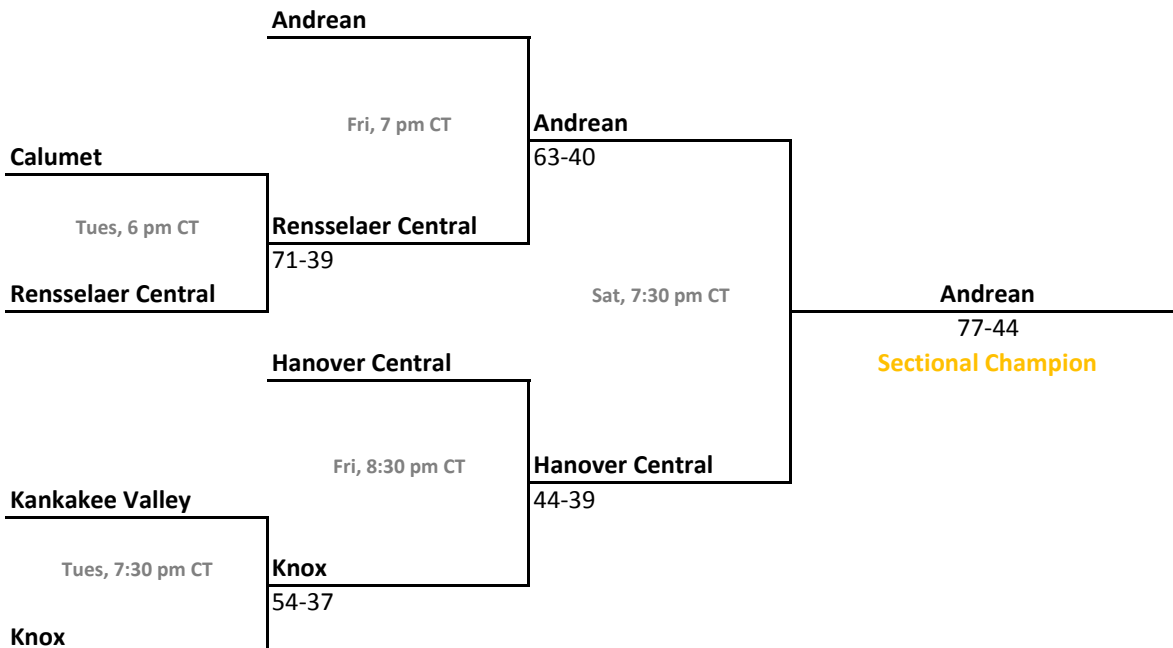 Andrean
Fri, 7 pm CT
Andrean
63-40
Calumet
Tues, 6 pm CT
Rensselaer Central
71-39
Rensselaer Central
Sat, 7:30 pm CT
Andrean
77-44
Sectional Champion
Hanover Central
Fri, 8:30 pm CT
Hanover Central
44-39
Kankakee Valley
Tues, 7:30 pm CT
Knox
54-37
Knox